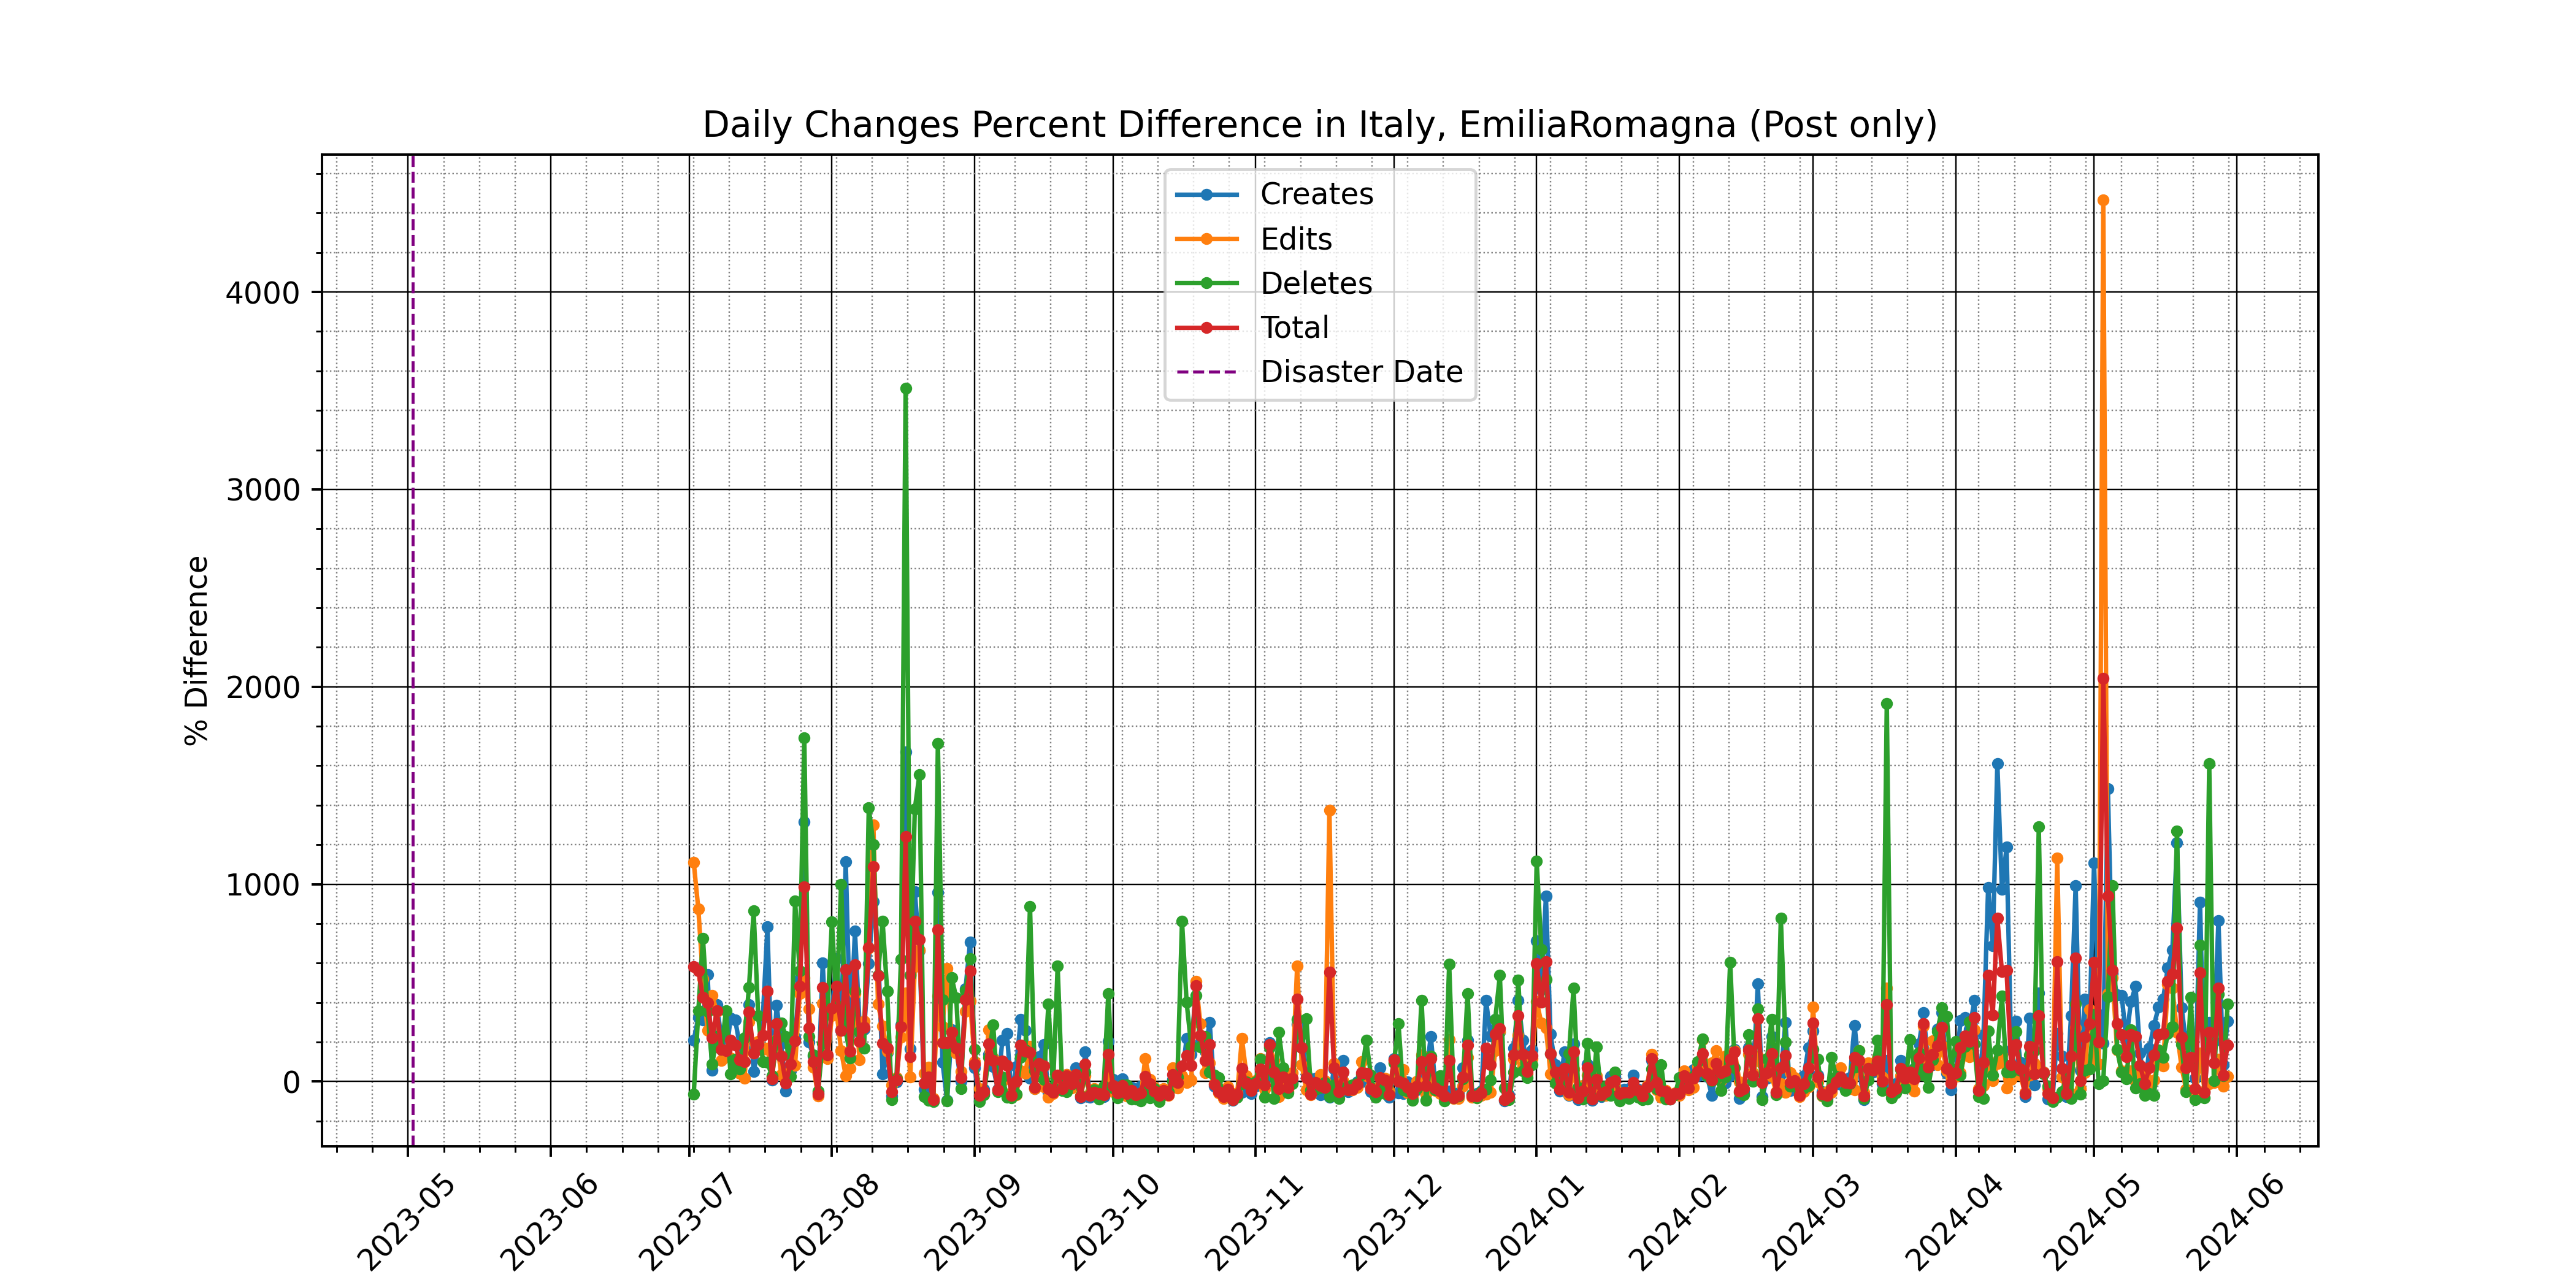 Daily Changes Percent Difference in Italy, EmiliaRomagna (Post only)
Creates
Edits
Deletes
Total
Disaster Date
% Difference
4000
3000
2000
1000
0
2023-05
2023-06
2023-07
2023-08
2023-09
2023-10
2023-11
2023-12
2024-01
2024-02
2024-03
2024-04
2024-05
2024-06